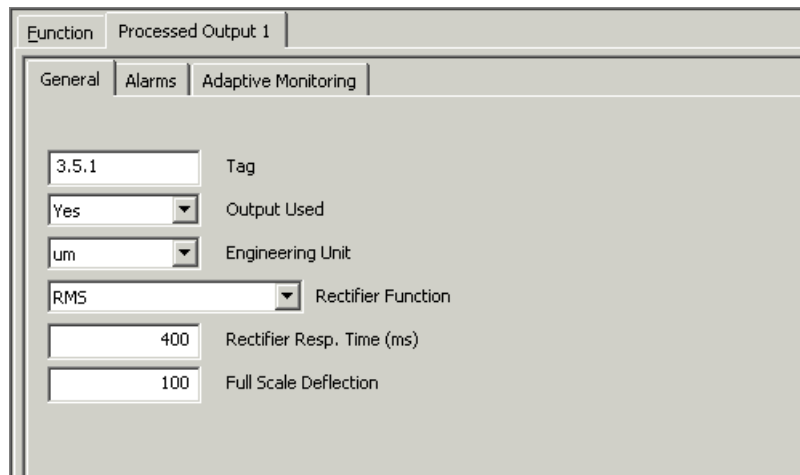 Function Processed Output 1
General Alarms Adaptive Monitoring
3.5.1 Tag
Yes Output Used
um Engineering Unit
RMS Rectifier Function
400 Rectifier Resp. Time (ms)
100 Full Scale Deflection